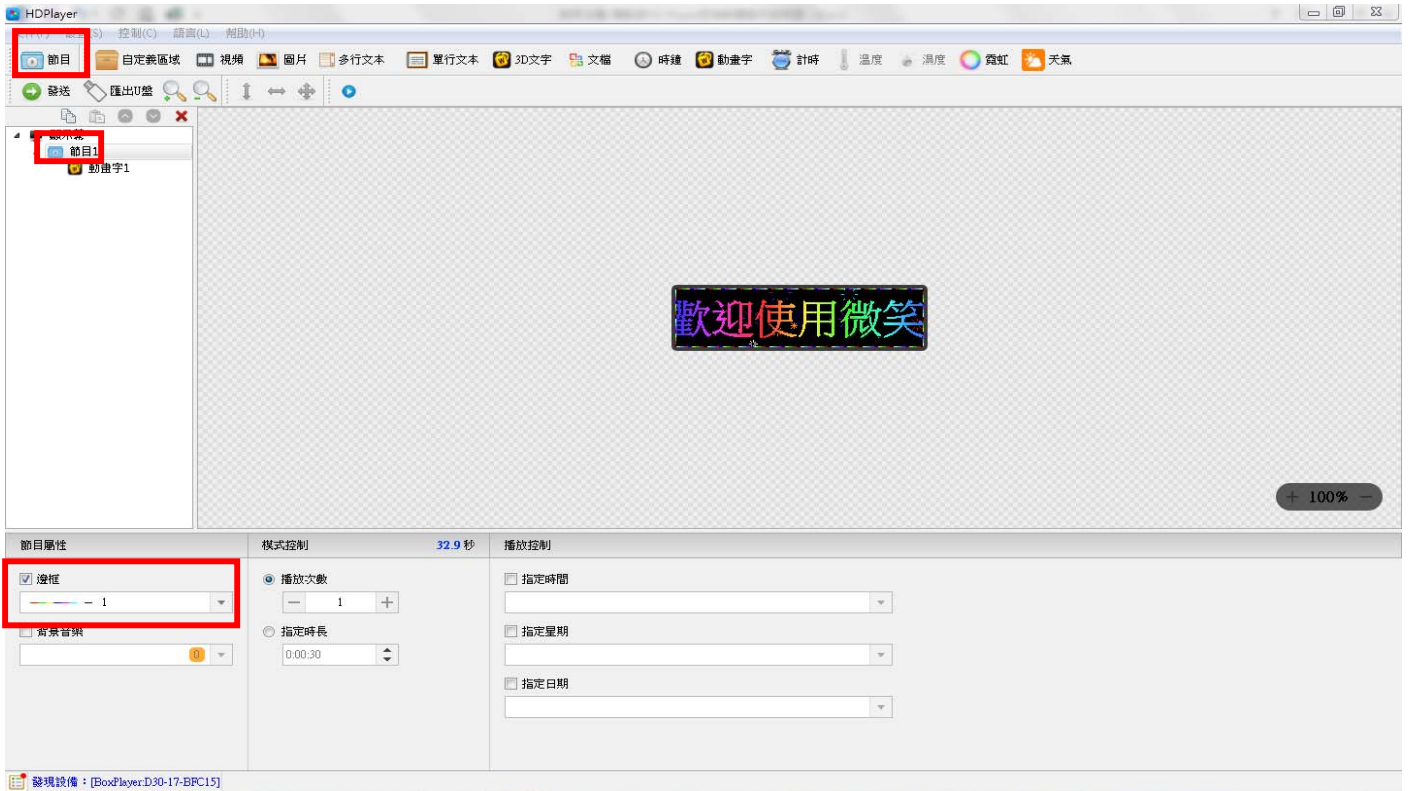 HDPlayer
控制(C) 語言(L) 幫助(H)
節目 自定義區域 視頻 圖片 多行文本 單行文本 3D文字 文檔 時鐘 動畫字 計時 溫度 濕度 霓虹 天氣
發送 匯出U盤
顯示幕
節目1
動畫字1
歡迎使用微笑
+ 100% −
節目屬性 模式控制 32.9 秒 播放控制
邊框 播放次數 指定時間
1 — 1 +
背景音樂 指定時長 指定星期
0 0:00:30
指定日期
發現設備：[BoxPlayer:D30-17-BFC15]